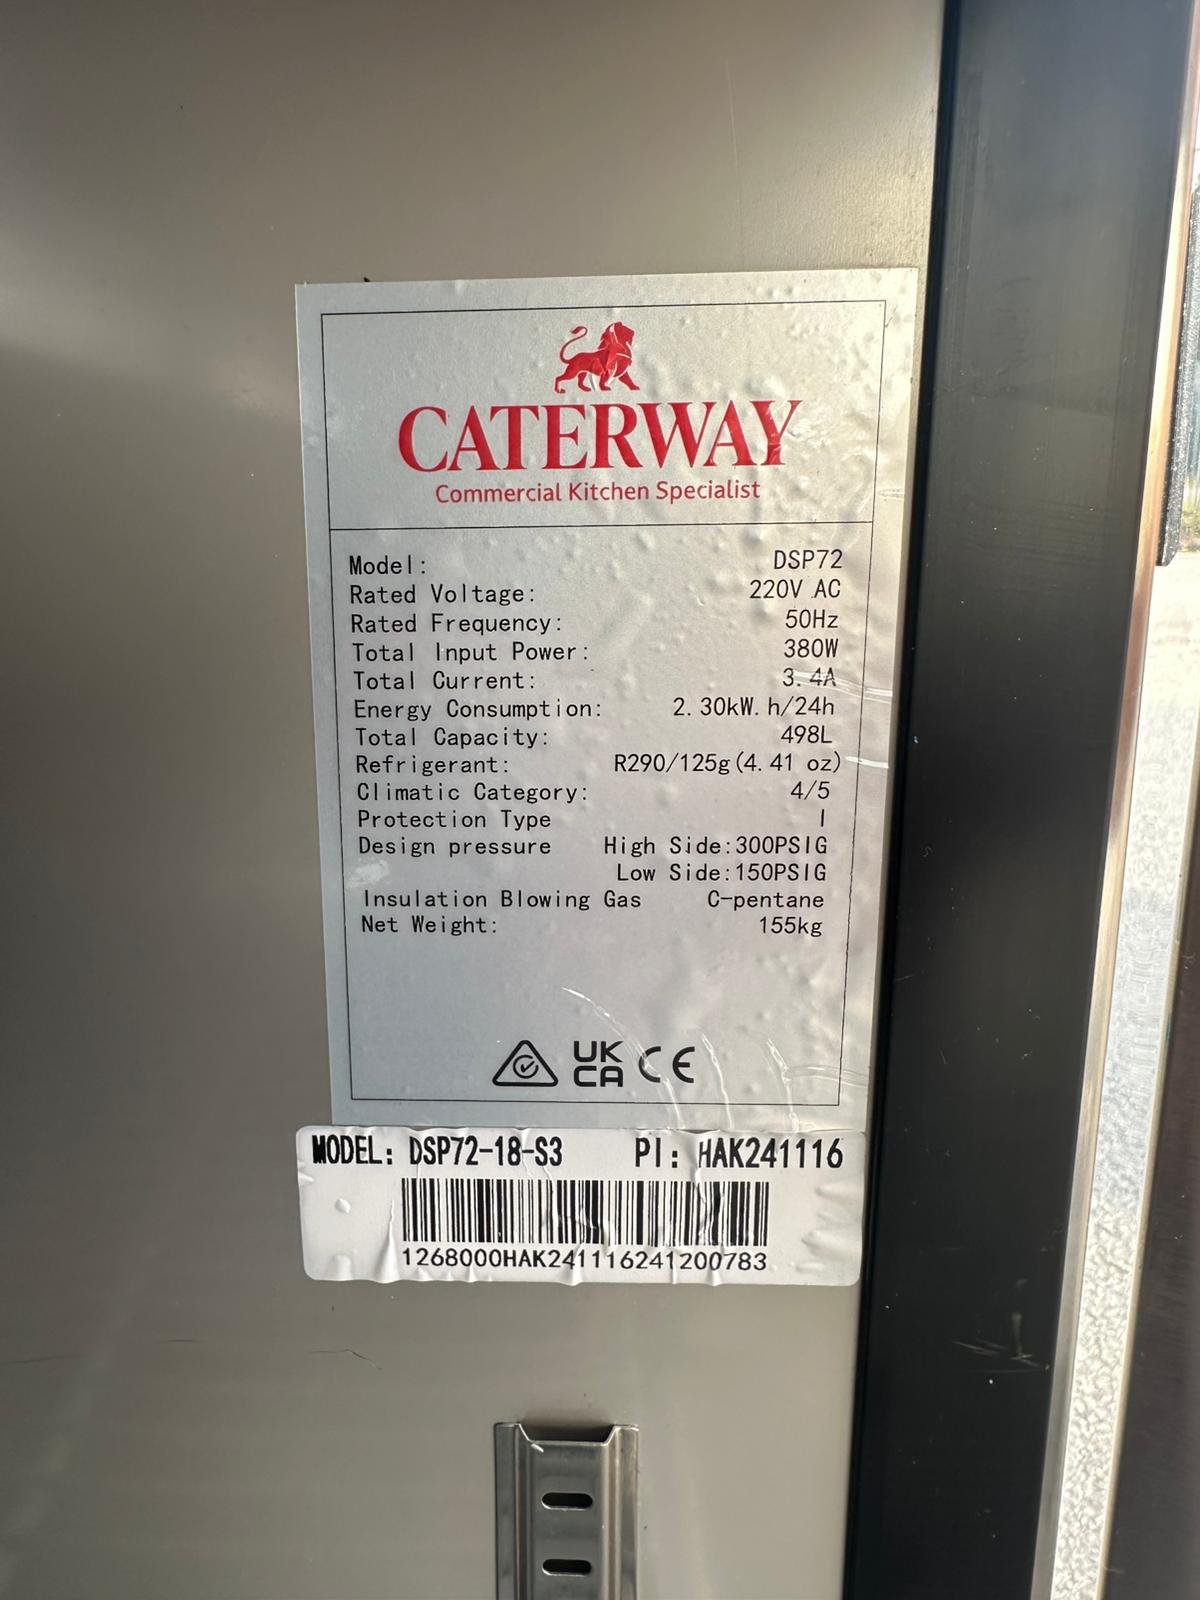 CATERWAY
Commercial Kitchen Specialist
Model: DSP72
Rated Voltage: 220V AC
Rated Frequency: 50Hz
Total Input Power: 380W
Total Current: 3.4A
Energy Consumption: 2.30kW.h/24h
Total Capacity: 498L
Refrigerant: R290/125g(4.41 oz)
Climatic Category: 4/5
Protection Type I
Design pressure High Side:300PSIG
Low Side:150PSIG
Insulation Blowing Gas C-pentane
Net Weight: 155kg
UK
CA CE
MODEL: DSP72-18-S3 PI: HAK241116
1268000HAK241116241200783